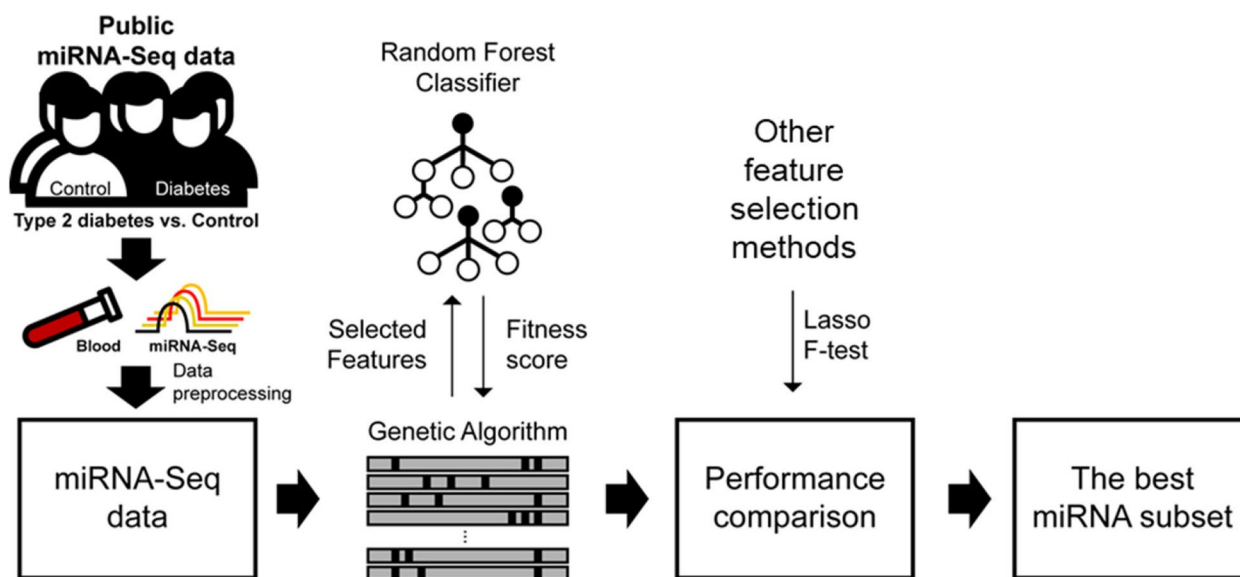 Public
miRNA-Seq data
Control
Diabetes
Type 2 diabetes vs. Control
Blood
miRNA-Seq
Data
preprocessing
miRNA-Seq
data
Random Forest
Classifier
Selected
Features
Fitness
score
Genetic Algorithm
Other
feature
selection
methods
Lasso
F-test
Performance
comparison
The best
miRNA subset